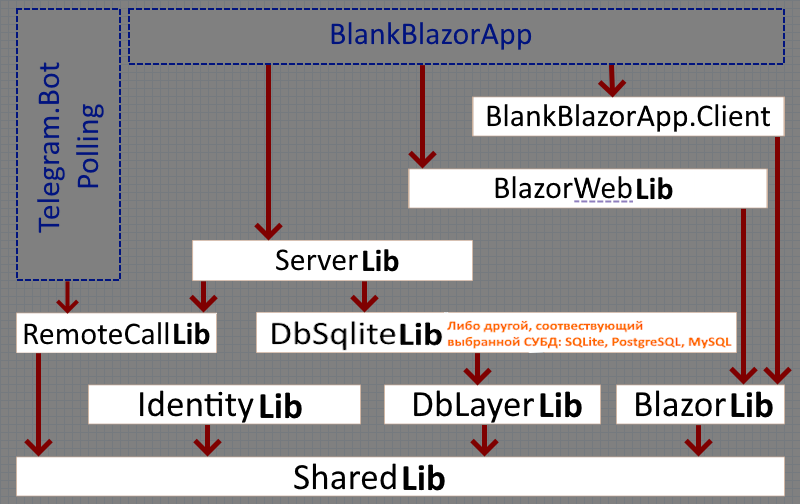 BlankBlazorApp
Telegram.Bot
Polling
BlankBlazorApp.Client
BlazorWebLib
ServerLib
RemoteCallLib
DbSqliteLib
Либо другой, соотвествующий
выбранной СУБД: SQLite, PostgreSQL, MySQL
IdentityLib
DbLayerLib
BlazorLib
SharedLib